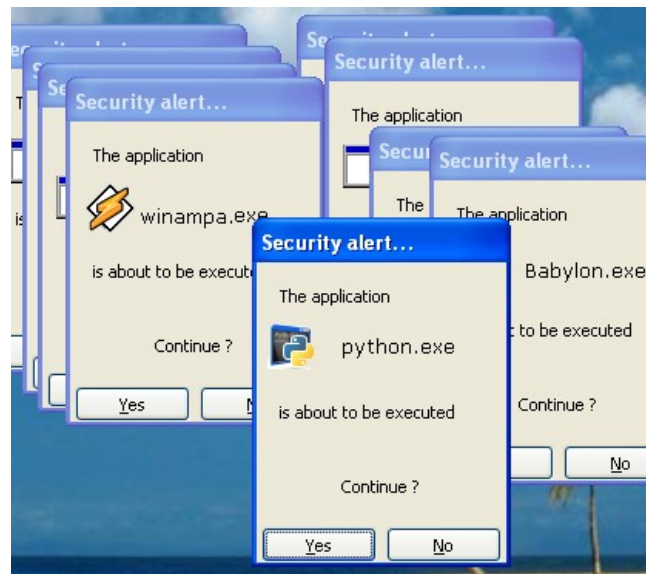 Security alert...
The application
winampa.exe
is about to be
Continue ?
Yes
Security alert...
The application
Security alert...
The application
Babylon.exe
to be executed
Continue ?
No
Security alert...
The application
python.exe
is about to be executed
Continue ?
Yes
No